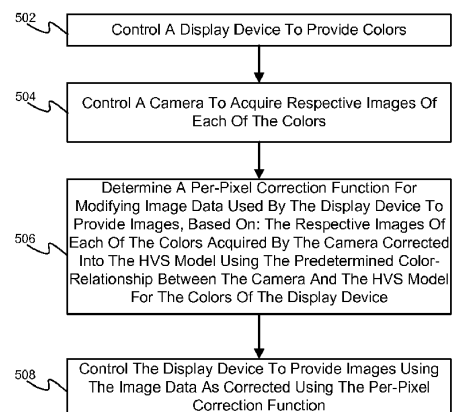 502
Control A Display Device To Provide Colors
504
Control A Camera To Acquire Respective Images Of
Each Of The Colors
506
Determine A Per-Pixel Correction Function For
Modifying Image Data Used By The Display Device To
Provide Images, Based On: The Respective Images Of
Each Of The Colors Acquired By The Camera Corrected
Into The HVS Model Using The Predetermined Color-
Relationship Between The Camera And The HVS Model
For The Colors Of The Display Device
508
Control The Display Device To Provide Images Using
The Image Data As Corrected Using The Per-Pixel
Correction Function